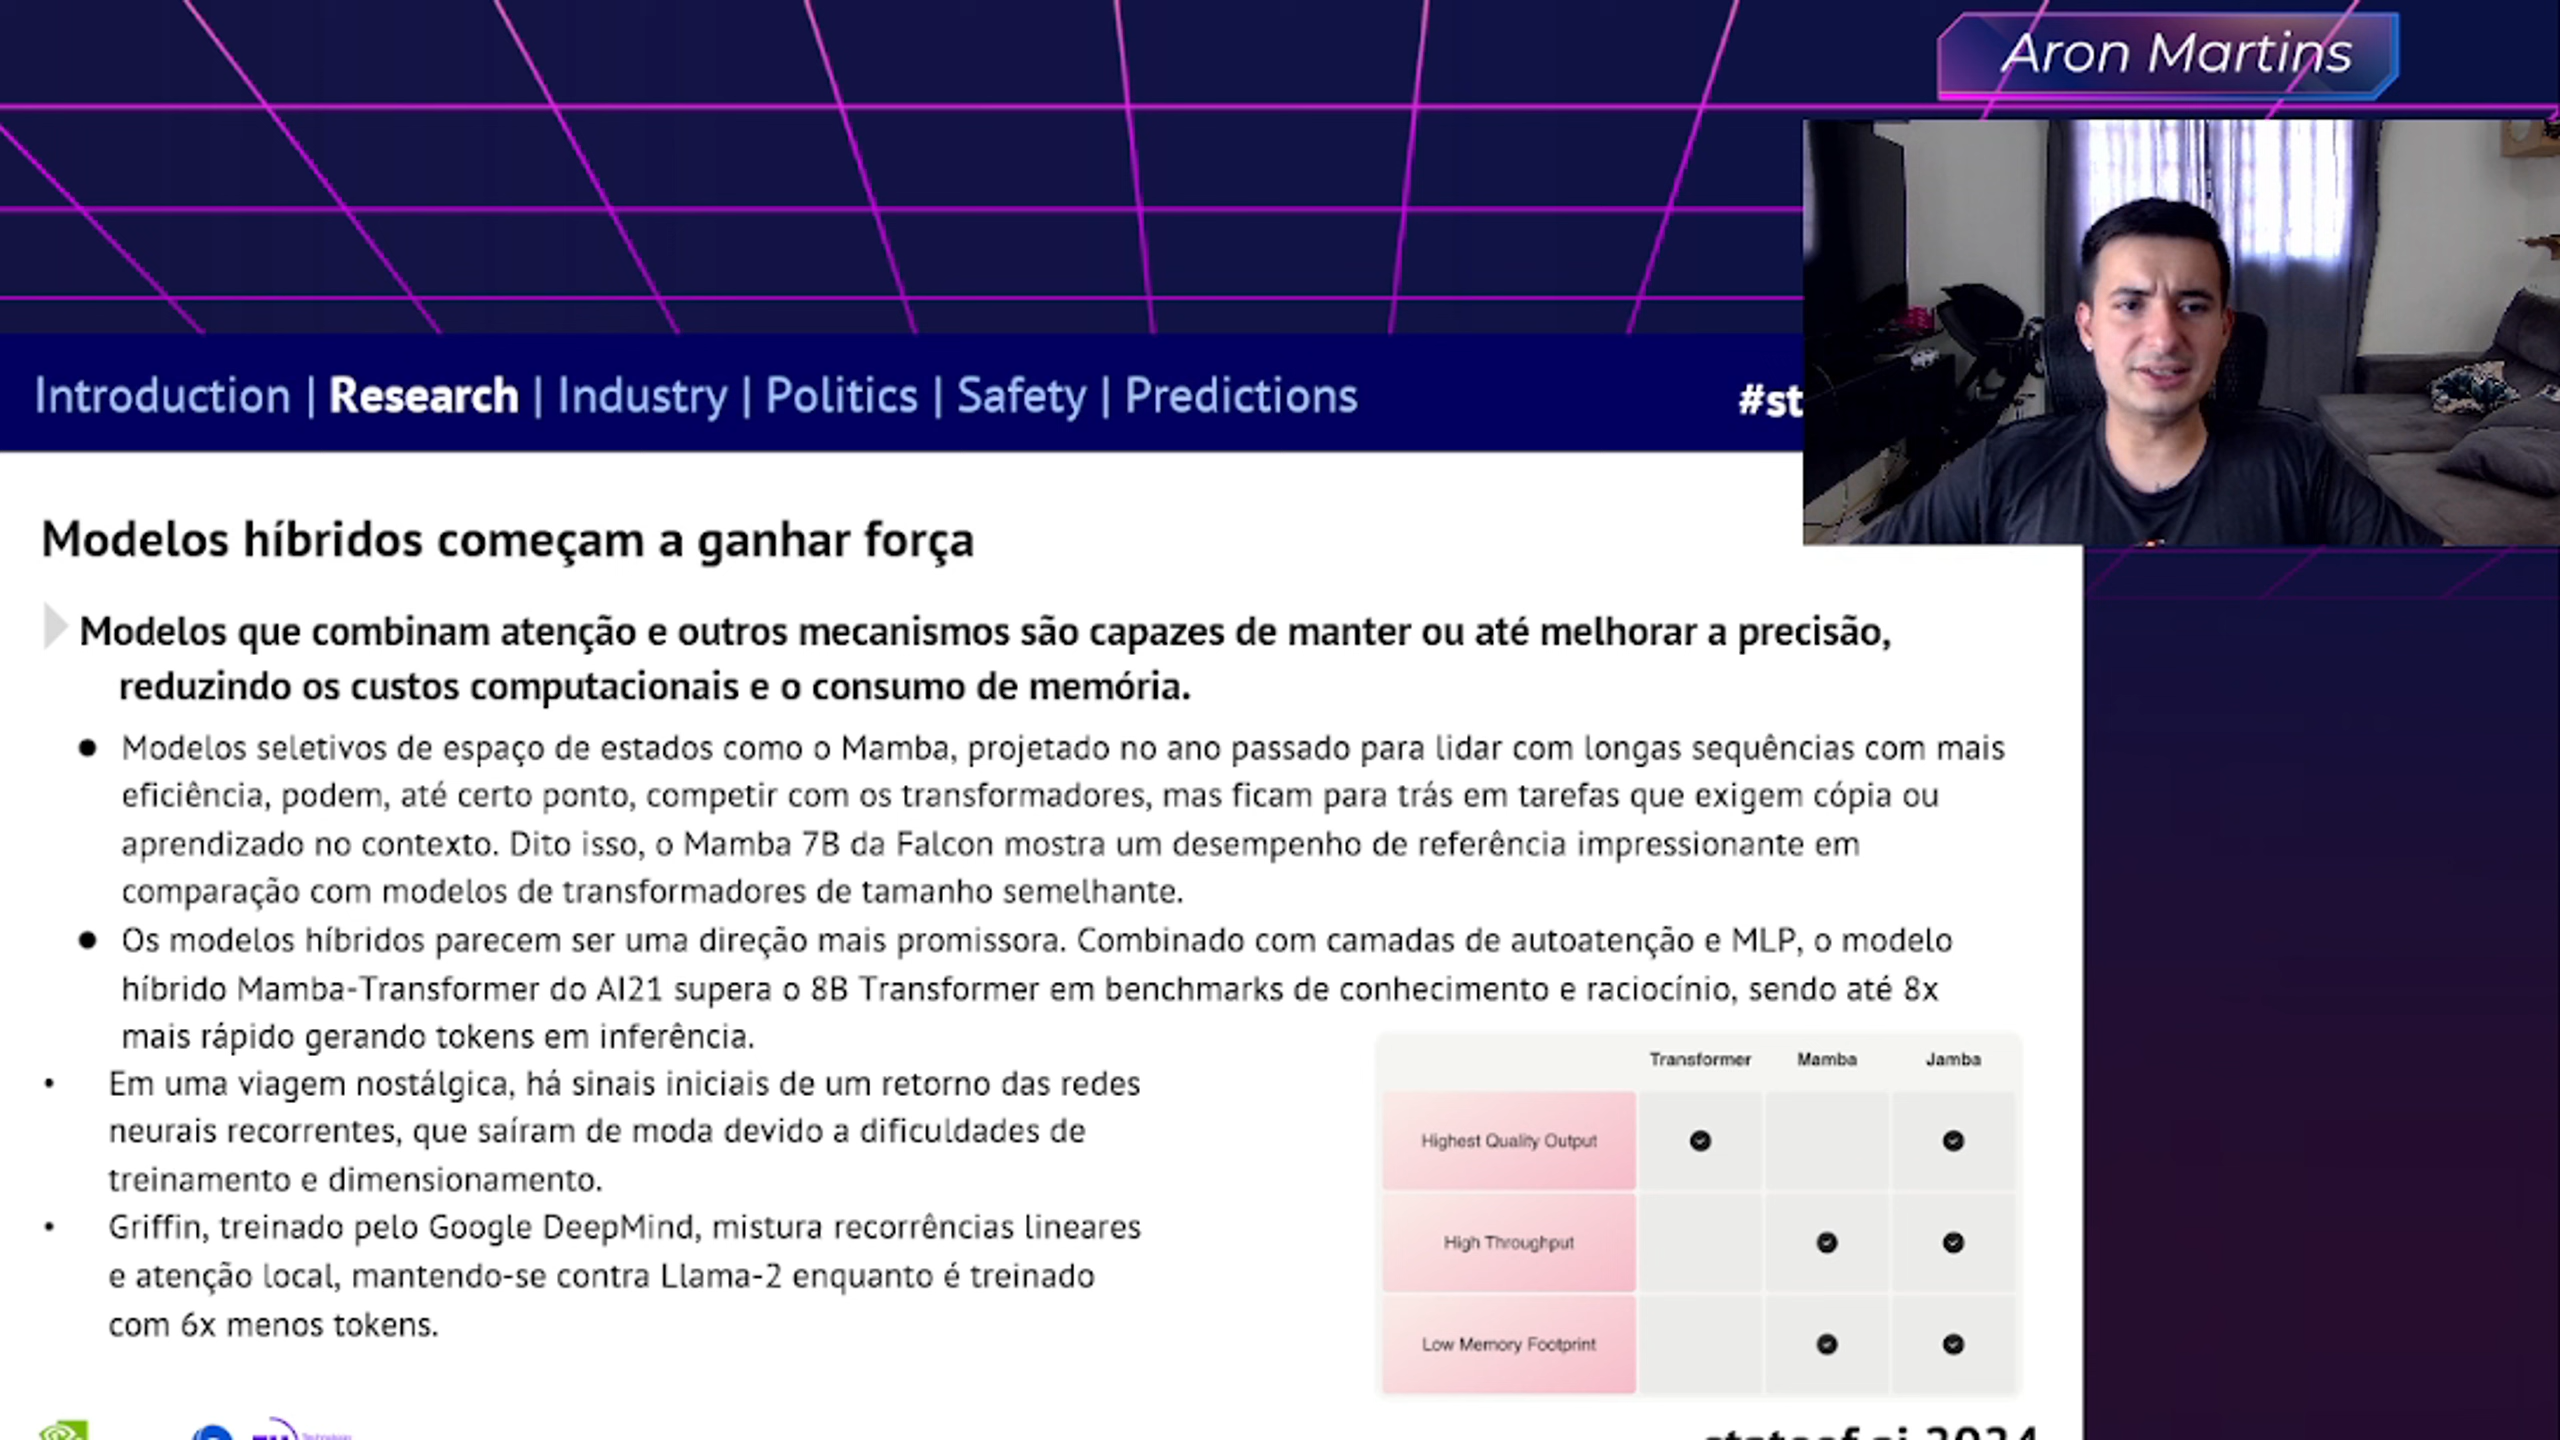 Aron Martins
Introduction | Research | Industry | Politics | Safety | Predictions
#st
Modelos híbridos começam a ganhar força
Modelos que combinam atenção e outros mecanismos são capazes de manter ou até melhorar a precisão,
reduzindo os custos computacionais e o consumo de memória.
● Modelos seletivos de espaço de estados como o Mamba, projetado no ano passado para lidar com longas sequências com mais
eficiência, podem, até certo ponto, competir com os transformadores, mas ficam para trás em tarefas que exigem cópia ou
aprendizado no contexto. Dito isso, o Mamba 7B da Falcon mostra um desempenho de referência impressionante em
comparação com modelos de transformadores de tamanho semelhante.
● Os modelos híbridos parecem ser uma direção mais promissora. Combinado com camadas de autoatenção e MLP, o modelo
híbrido Mamba-Transformer do AI21 supera o 8B Transformer em benchmarks de conhecimento e raciocínio, sendo até 8x
mais rápido gerando tokens em inferência.
• Em uma viagem nostálgica, há sinais iniciais de um retorno das redes
neurais recorrentes, que saíram de moda devido a dificuldades de
treinamento e dimensionamento.
• Griffin, treinado pelo Google DeepMind, mistura recorrências lineares
e atenção local, mantendo-se contra Llama-2 enquanto é treinado
com 6x menos tokens.
Transformer Mamba Jamba
Highest Quality Output
High Throughput
Low Memory Footprint
stateof.ai 2024